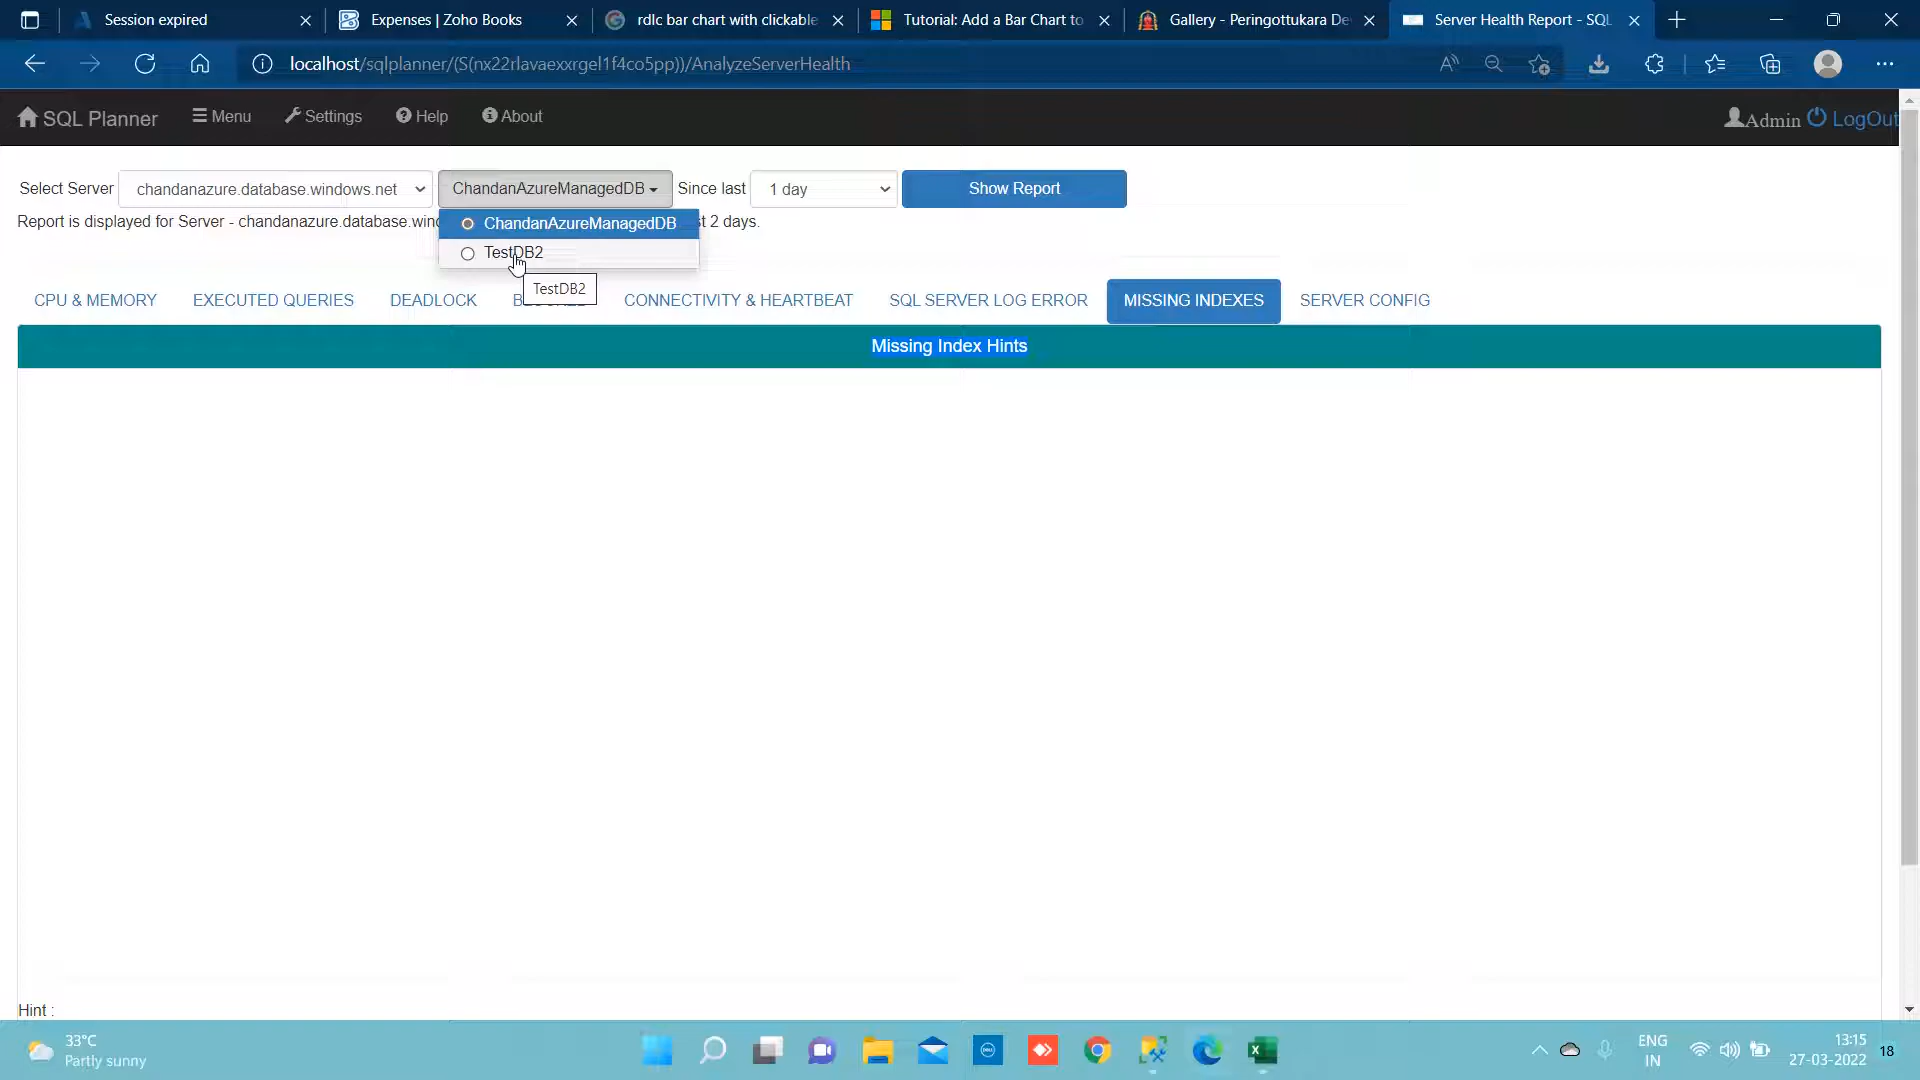 Session expired
Expenses | Zoho Books
rdlc bar chart with clickable
Tutorial: Add a Bar Chart to
Gallery - Peringottukara De
Server Health Report - SQL
localhost/sqlplanner/(S(nx22rlavaexxrgel1f4co5pp))/AnalyzeServerHealth
SQL Planner
Menu
Settings
Help
About
Admin
LogOut
Select Server
chandanazure.database.windows.net
ChandanAzureManagedDB
Since last
1 day
Show Report
Report is displayed for Server - chandanazure.database.win
t 2 days.
ChandanAzureManagedDB
TestDB2
TestDB2
CPU & MEMORY
EXECUTED QUERIES
DEADLOCK
CONNECTIVITY & HEARTBEAT
SQL SERVER LOG ERROR
MISSING INDEXES
SERVER CONFIG
Missing Index Hints
Hint :
33°C
Partly sunny
ENG
IN
13:15
27-03-2022
18